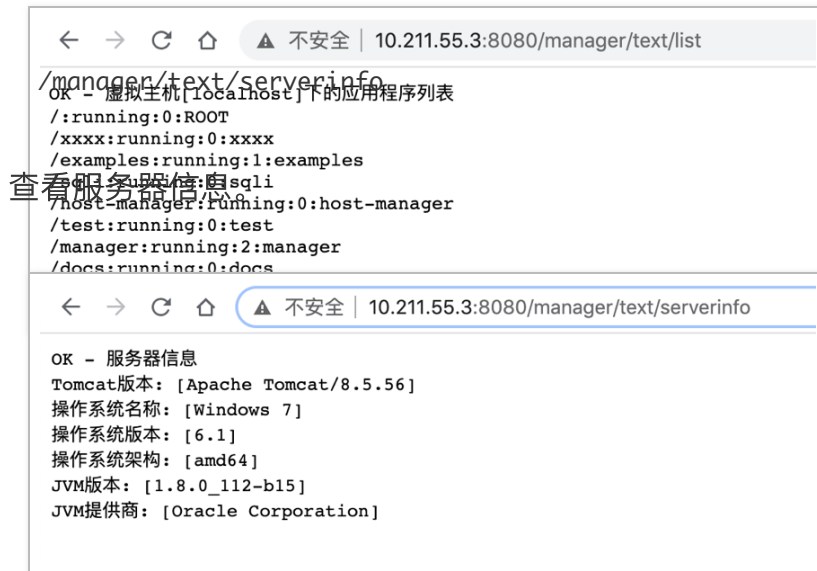 不安全 | 10.211.55.3:8080/manager/text/list
/manager/text/serverinfo
OK - 虚拟主机[localhost]下的应用程序列表
/:running:0:ROOT
/xxxx:running:0:xxxx
/examples:running:1:examples
/sqli:running:0:sqli
查看服务器信息。
/host-manager:running:0:host-manager
/test:running:0:test
/manager:running:2:manager
/docs:running:0:docs
不安全 | 10.211.55.3:8080/manager/text/serverinfo
OK - 服务器信息
Tomcat版本: [Apache Tomcat/8.5.56]
操作系统名称: [Windows 7]
操作系统版本: [6.1]
操作系统架构: [amd64]
JVM版本: [1.8.0_112-b15]
JVM提供商: [Oracle Corporation]